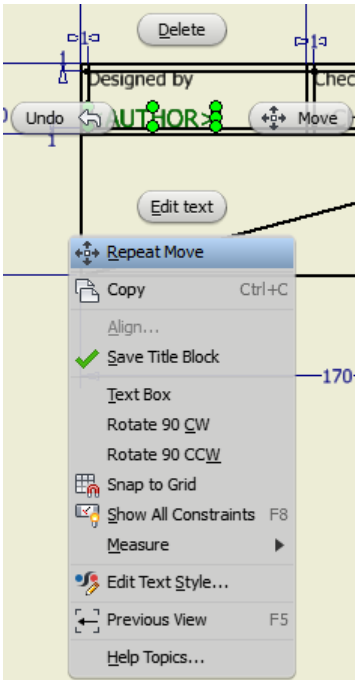 Delete
1
1
1
Designed by
Chec
Undo
AUTHOR>
Move
1
Edit text
Repeat Move
Copy Ctrl+C
Align...
Save Title Block
170
Text Box
Rotate 90 CW
Rotate 90 CCW
Snap to Grid
Show All Constraints F8
Measure
Edit Text Style...
Previous View F5
Help Topics...